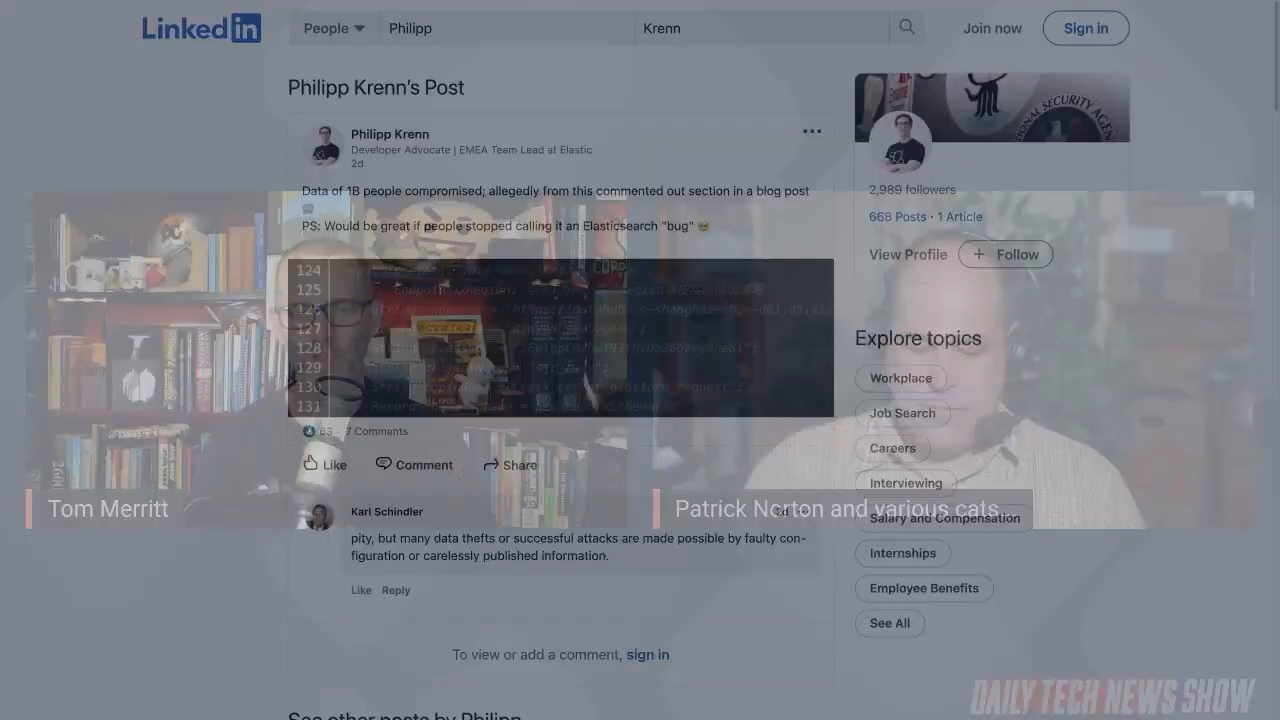 LinkedIn
People
Philipp
Krenn
Join now
Sign in
Philipp Krenn's Post
Philipp Krenn
Developer Advocate | EMEA Team Lead at Elastic
2d
Data of 1B people compromised; allegedly from this commented out section in a blog post
PS: Would be great if people stopped calling it an Elasticsearch "bug"
124
125
126
127
128
129
130
131
63
7 Comments
Like
Comment
Share
Karl Schindler
pity, but many data thefts or successful attacks are made possible by faulty con-
figuration or carelessly published information.
Like Reply
To view or add a comment, sign in
See other posts by Philipp
2,989 followers
668 Posts • 1 Article
View Profile
+ Follow
Explore topics
Workplace
Job Search
Careers
Interviewing
Salary and Compensation
Internships
Employee Benefits
See All
Tom Merritt
Patrick Norton and various cats...
DAILY TECH NEWS SHOW